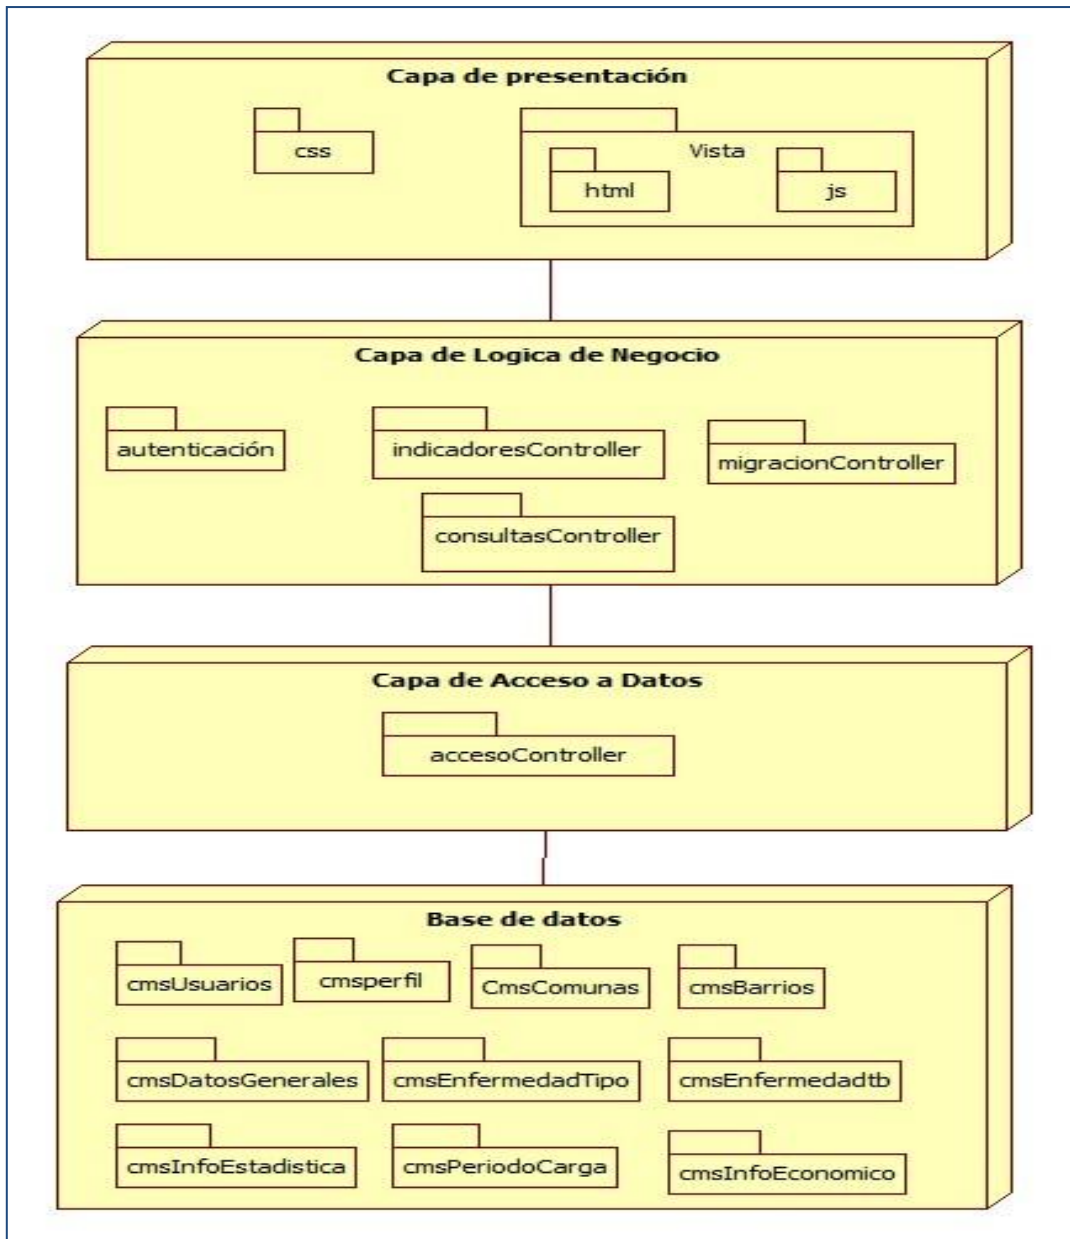 Capa de presentación
css
Vista
html
js
Capa de Logica de Negocio
autenticación
indicadoresController
migracionController
consultasController
Capa de Acceso a Datos
accesoController
Base de datos
cmsUsuarios
cmsperfil
CmsComunas
cmsBarrios
cmsDatosGenerales
cmsEnfermedadTipo
cmsEnfermedadtb
cmsInfoEstadistica
cmsPeriodoCarga
cmsInfoEconomico